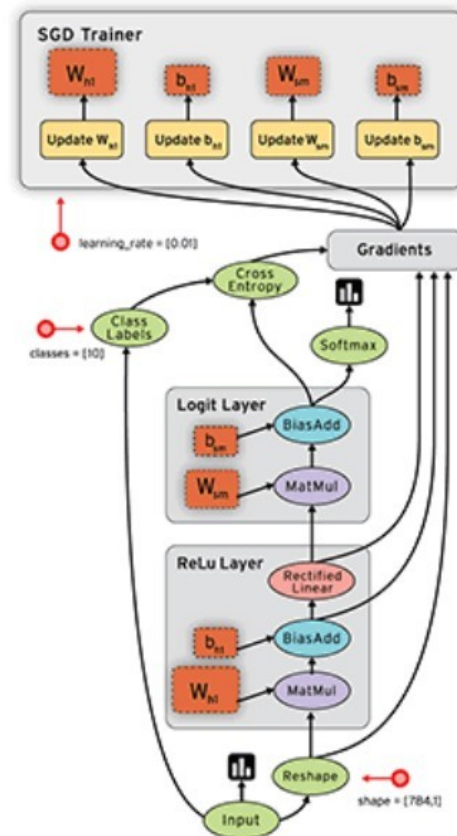 SGD Trainer
Wh1
bh1
Wsm
bsm
Update Wh1
Update bh1
Update Wsm
Update bsm
learning_rate = [0.01]
Gradients
Cross
Entropy
Class
Labels
classes = [10]
Softmax
Logit Layer
BiasAdd
bsm
Wsm
MatMul
ReLu Layer
Rectified
Linear
bh1
BiasAdd
Wh1
MatMul
Reshape
shape = [784,1]
Input